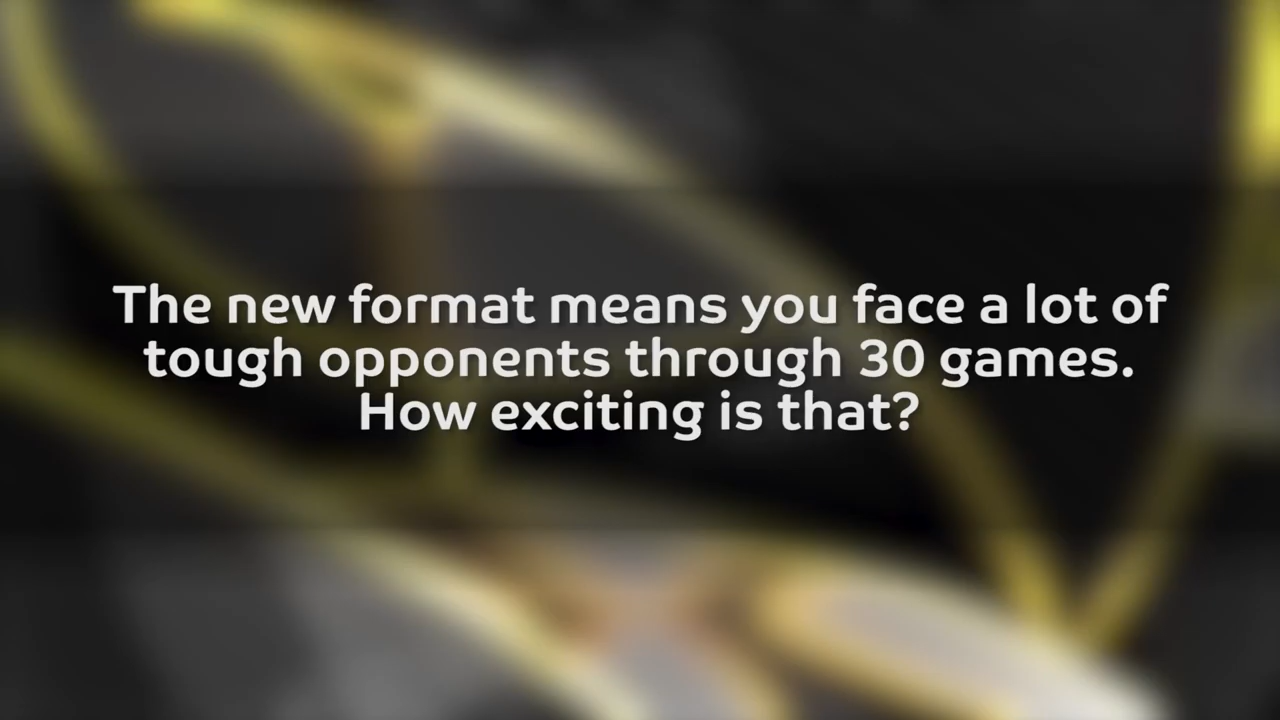 The new format means you face a lot of
tough opponents through 30 games.
How exciting is that?